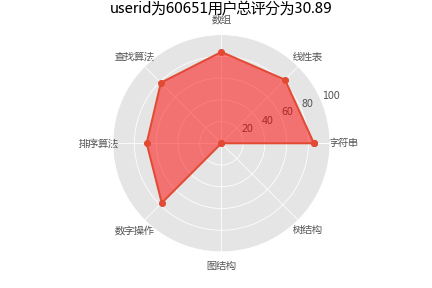 userid为60651用户总评分为30.89
数组
查找算法
线性表
100
80
60
40
20
排序算法
字符串
数字操作
树结构
图结构